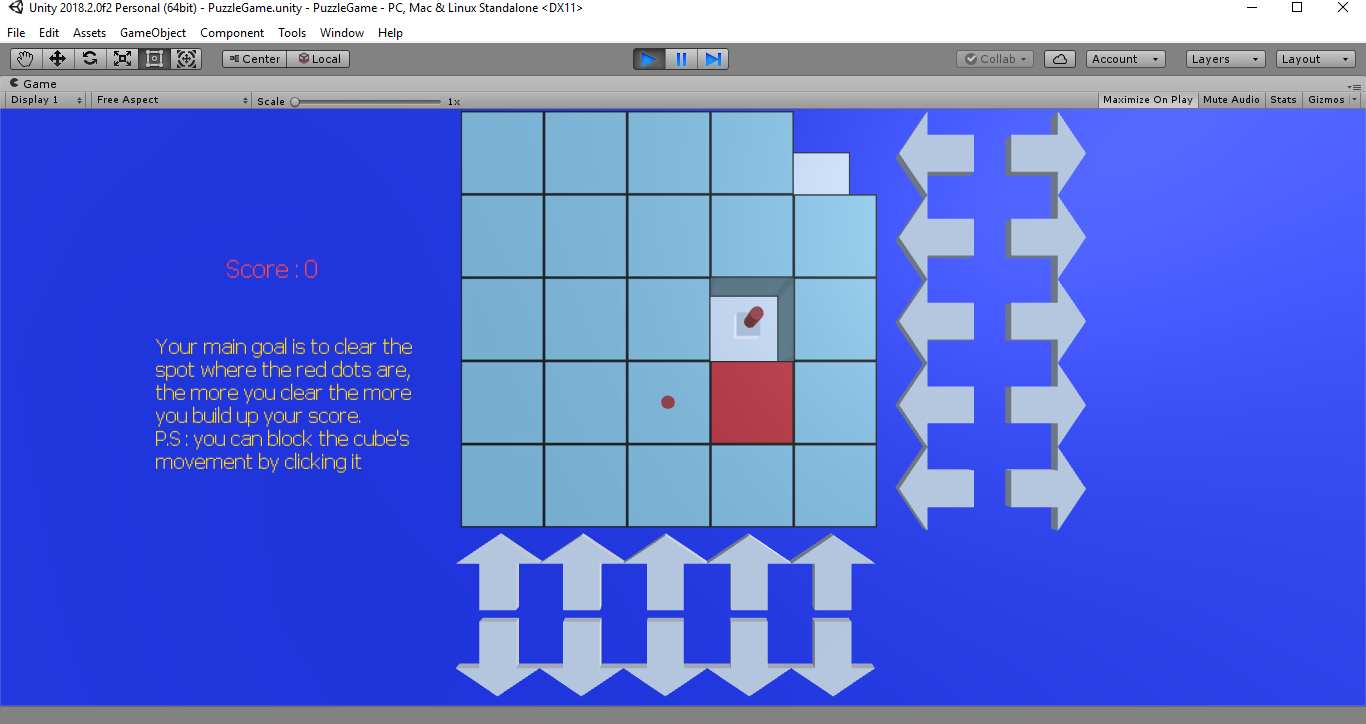 Unity 2018.2.0f2 Personal (64bit) - PuzzleGame.unity - PuzzleGame - PC, Mac & Linux Standalone <DX11>
File Edit Assets GameObject Component Tools Window Help
Center Local Collab Account Layers Layout
Game
Display 1 Free Aspect Scale 1x Maximize On Play Mute Audio Stats Gizmos
Score : 0
Your main goal is to clear the
spot where the red dots are,
the more you clear the more
you build up your score.
P.S : you can block the cube's
movement by clicking it